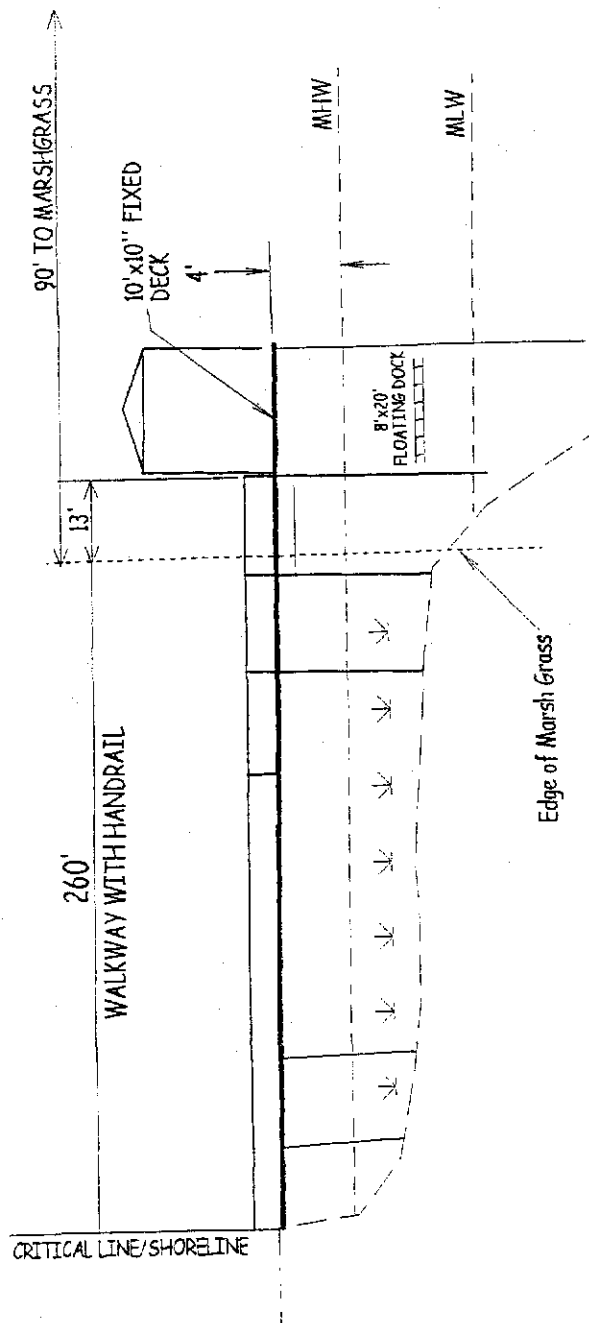 90' TO MARSHGRASS
10'x10'' FIXED
DECK
4'
MHW
MLW
8'x20'
FLOATING DOCK
13'
260'
WALKWAY WITH HANDRAIL
Edge of Marsh Grass
CRITICAL LINE/SHORELINE